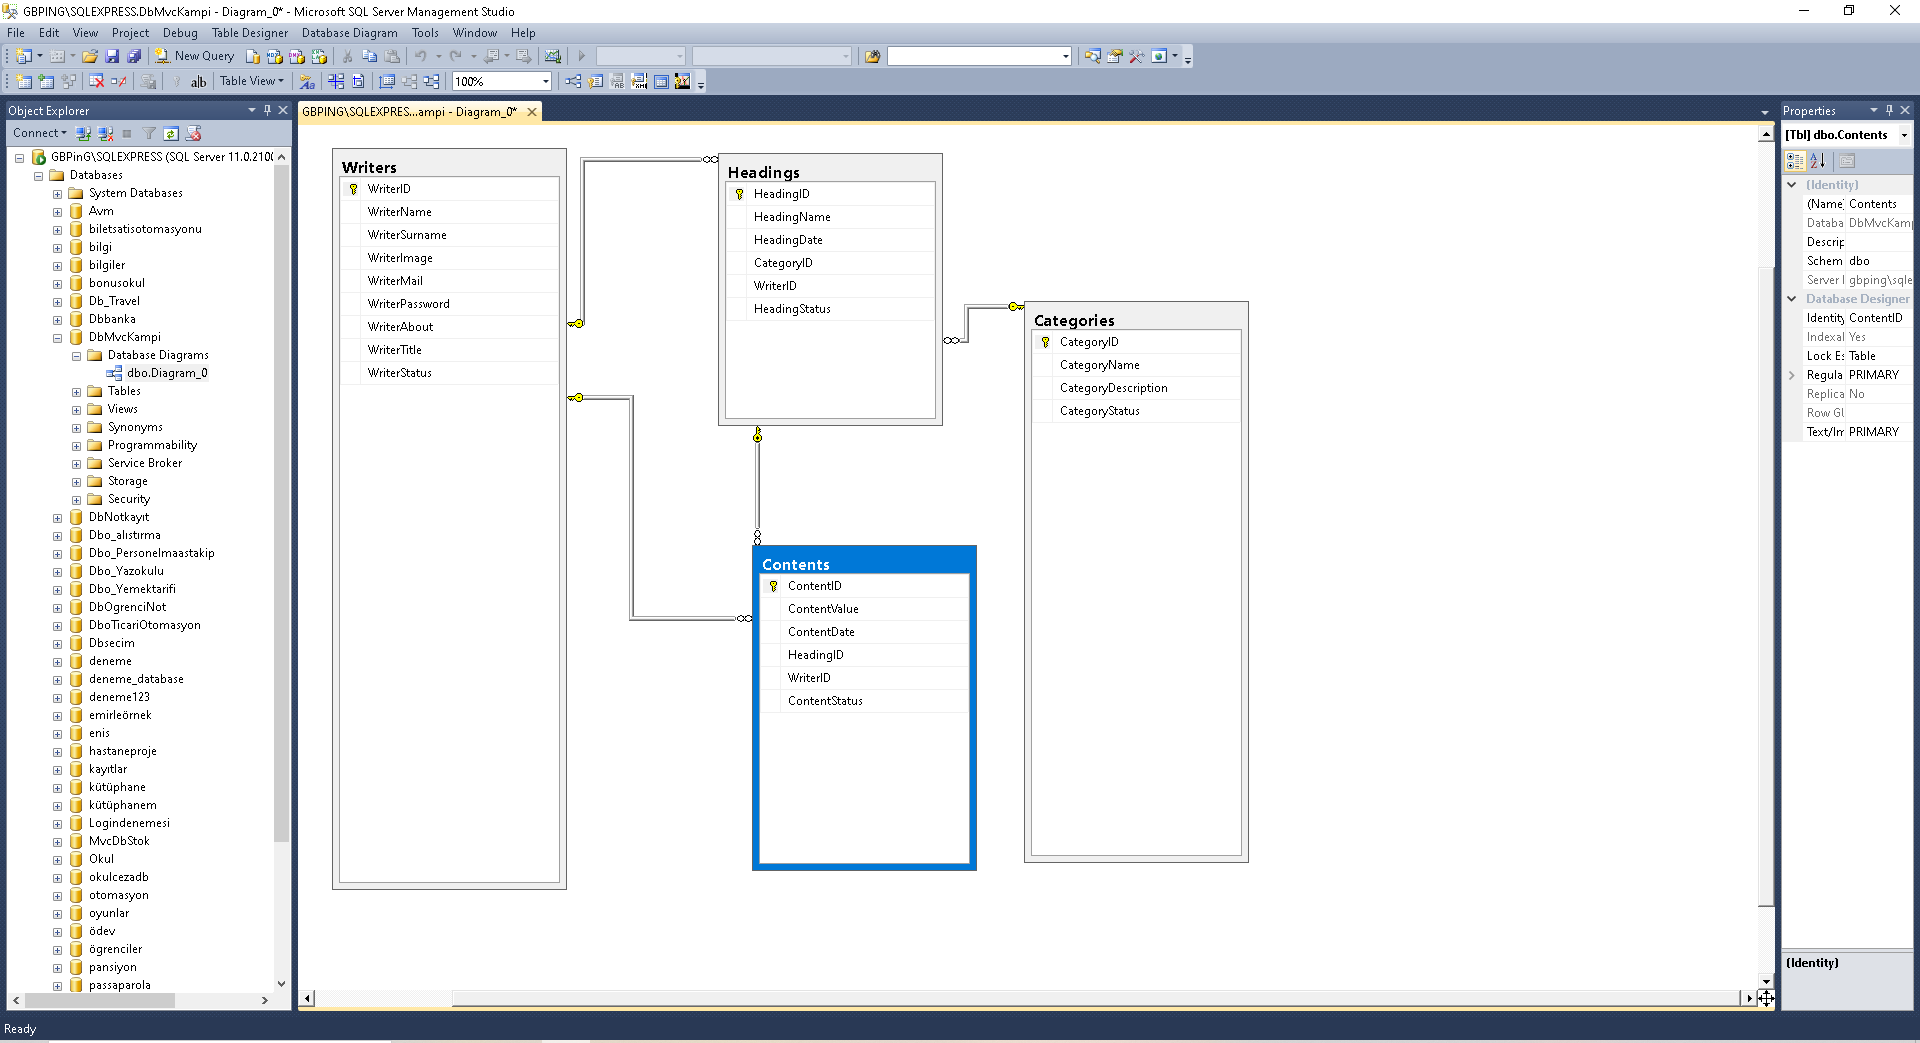 GBPING\SQLEXPRESS.DbMvcKampi - Diagram_0* - Microsoft SQL Server Management Studio
File Edit View Project Debug Table Designer Database Diagram Tools Window Help
New Query
ab| Table View 100%
Object Explorer
Connect
GBPinG\SQLEXPRESS (SQL Server 11.0.210
Databases
System Databases
Avm
biletsatisotomasyonu
bilgi
bilgiler
bonusokul
Db_Travel
Dbbanka
DbMvcKampi
Database Diagrams
dbo.Diagram_0
Tables
Views
Synonyms
Programmability
Service Broker
Storage
Security
DbNotkayıt
Dbo_alıstırma
Dbo_Personelmaastakip
Dbo_Yazokulu
Dbo_Yemektarifi
DbOgrenciNot
DboTicariOtomasyon
Dbsecim
deneme
deneme_database
deneme123
emirleörnek
enis
hastaneproje
kayıtlar
kütüphane
kütüphanem
Logindenemesi
MvcDbStok
Okul
okulcezadb
otomasyon
oyunlar
ödev
ögrenciler
pansiyon
passaparola
GBPING\SQLEXPRES...ampi - Diagram_0*
Writers
WriterID
WriterName
WriterSurname
WriterImage
WriterMail
WriterPassword
WriterAbout
WriterTitle
WriterStatus
Headings
HeadingID
HeadingName
HeadingDate
CategoryID
WriterID
HeadingStatus
Categories
CategoryID
CategoryName
CategoryDescription
CategoryStatus
Contents
ContentID
ContentValue
ContentDate
HeadingID
WriterID
ContentStatus
Properties
[Tbl] dbo.Contents
(Identity)
(Name) Contents
Databa DbMvcKamp
Descrip
Schem dbo
Server I gbping\sqle
Database Designer
Identity ContentID
Indexal Yes
Lock Es Table
Regula PRIMARY
Replica No
Row GU
Text/Im PRIMARY
(Identity)
Ready